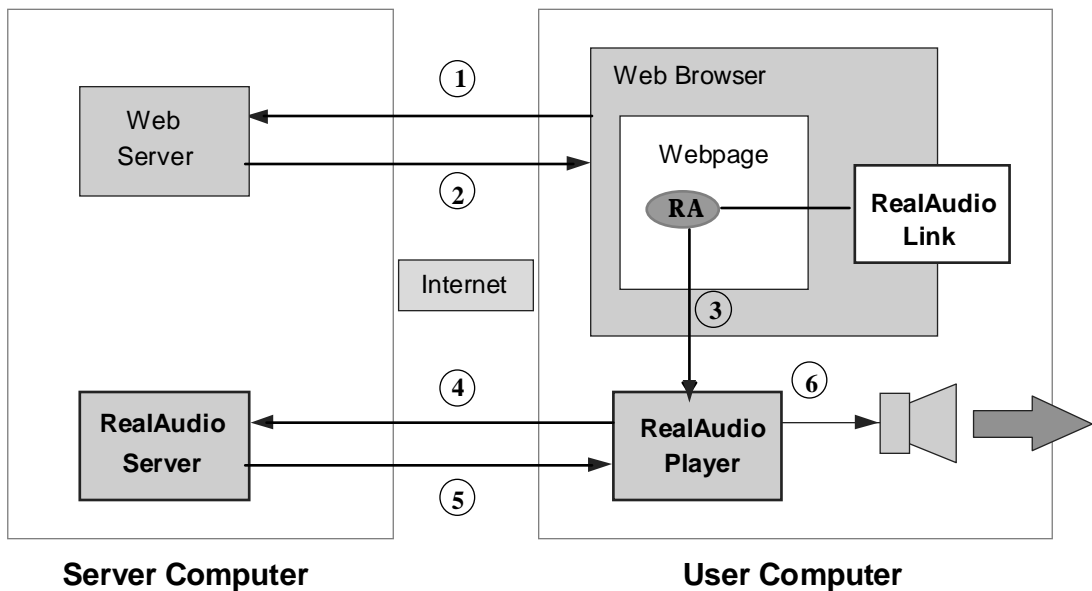 1
Web Browser
Web
Server
Webpage
2
RA
RealAudio
Link
Internet
3
4
6
RealAudio
Server
RealAudio
Player
5
Server Computer
User Computer